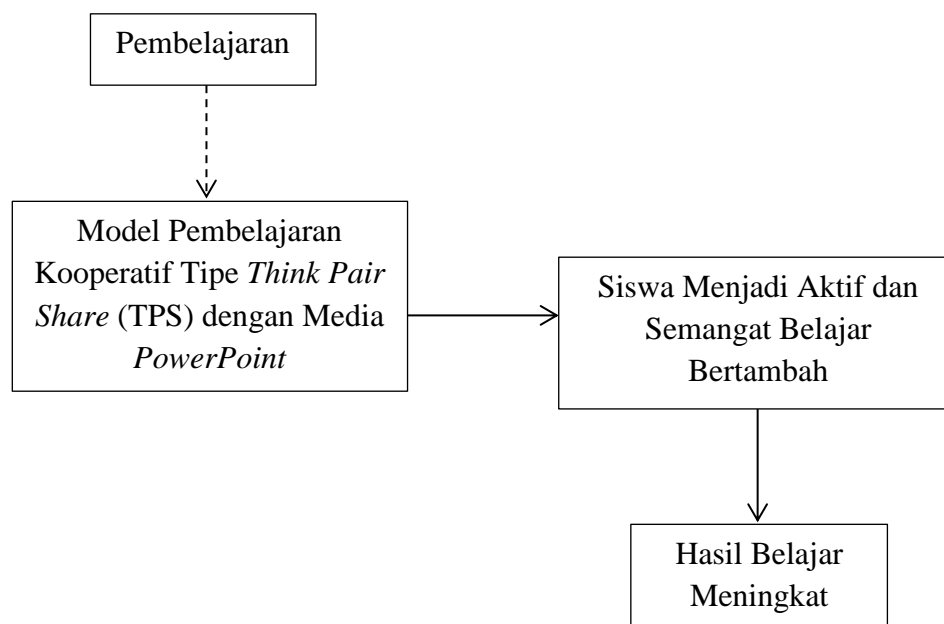 Pembelajaran
Model Pembelajaran
Kooperatif Tipe Think Pair
Share (TPS) dengan Media
PowerPoint
Siswa Menjadi Aktif dan
Semangat Belajar
Bertambah
Hasil Belajar
Meningkat